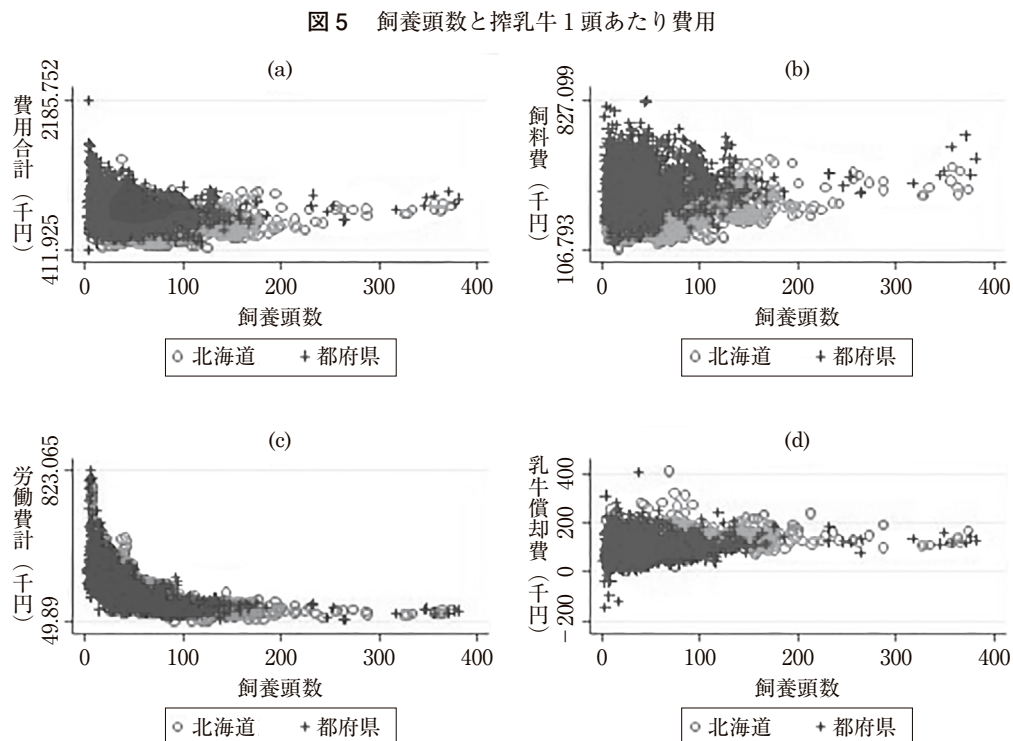 図5 飼養頭数と搾乳牛1頭あたり費用
(a)
費用合計（千円）
2185.752
411.925
0 100 200 300 400
飼養頭数
○ 北海道 + 都府県
(b)
飼料費（千円）
827.099
106.793
0 100 200 300 400
飼養頭数
○ 北海道 + 都府県
(c)
労働費計（千円）
823.065
49.89
0 100 200 300 400
飼養頭数
○ 北海道 + 都府県
(d)
乳牛償却費（千円）
400
200
0
−200
0 100 200 300 400
飼養頭数
○ 北海道 + 都府県